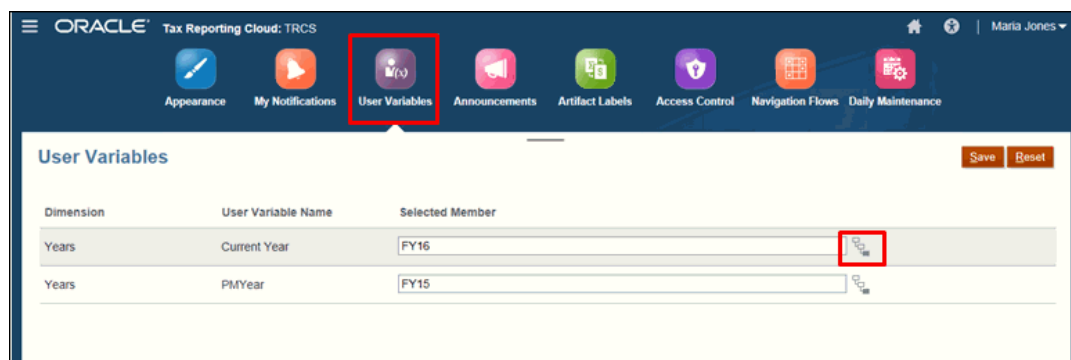 ORACLE Tax Reporting Cloud: TRCS | Maria Jones
Appearance My Notifications User Variables Announcements Artifact Labels Access Control Navigation Flows Daily Maintenance
User Variables Save Reset
Dimension User Variable Name Selected Member
Years Current Year FY16
Years PMYear FY15